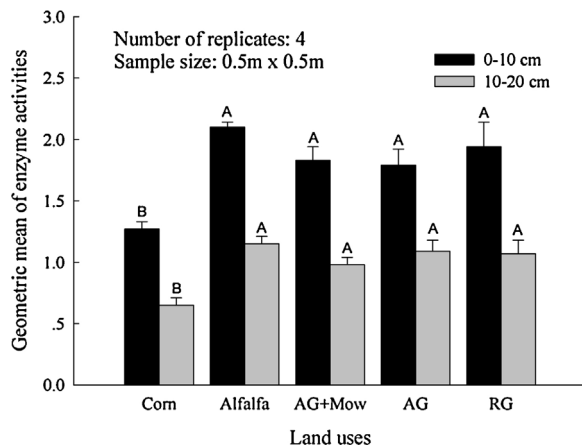 Number of replicates: 4
Sample size: 0.5m x 0.5m
0-10 cm
10-20 cm
Geometric mean of enzyme activities
3.0
2.5
2.0
1.5
1.0
.5
0.0
B
B
A
A
A
A
A
A
A
A
Corn Alfalfa AG+Mow AG RG
Land uses